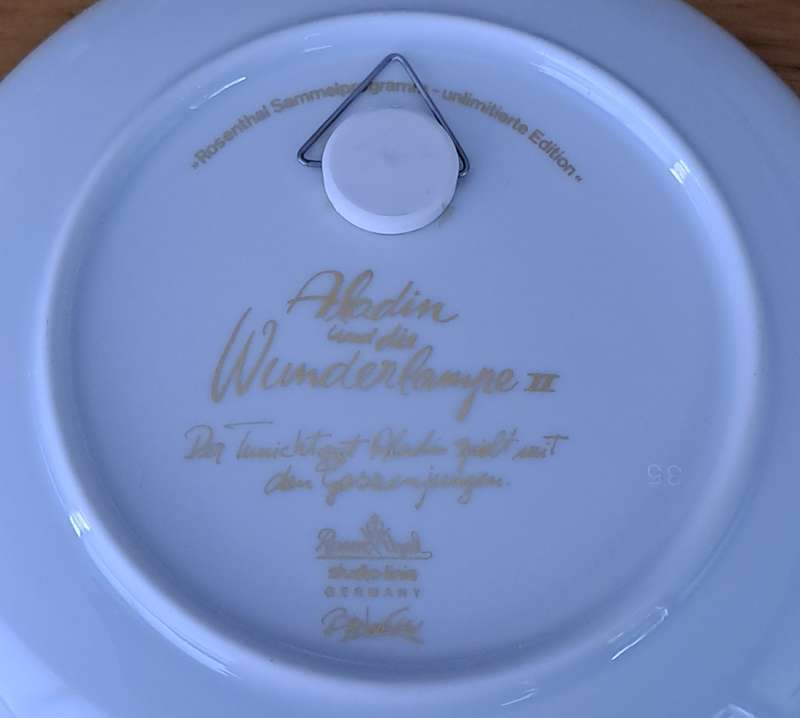 »Rosenthal Sammelprogramm - unlimitierte Edition«
Aladin
und die
Wunderlampe II
Der Tunichtgut Aladin spielt mit
den Gassenjungen.
Rosenthal
studio-linie
GERMANY
35